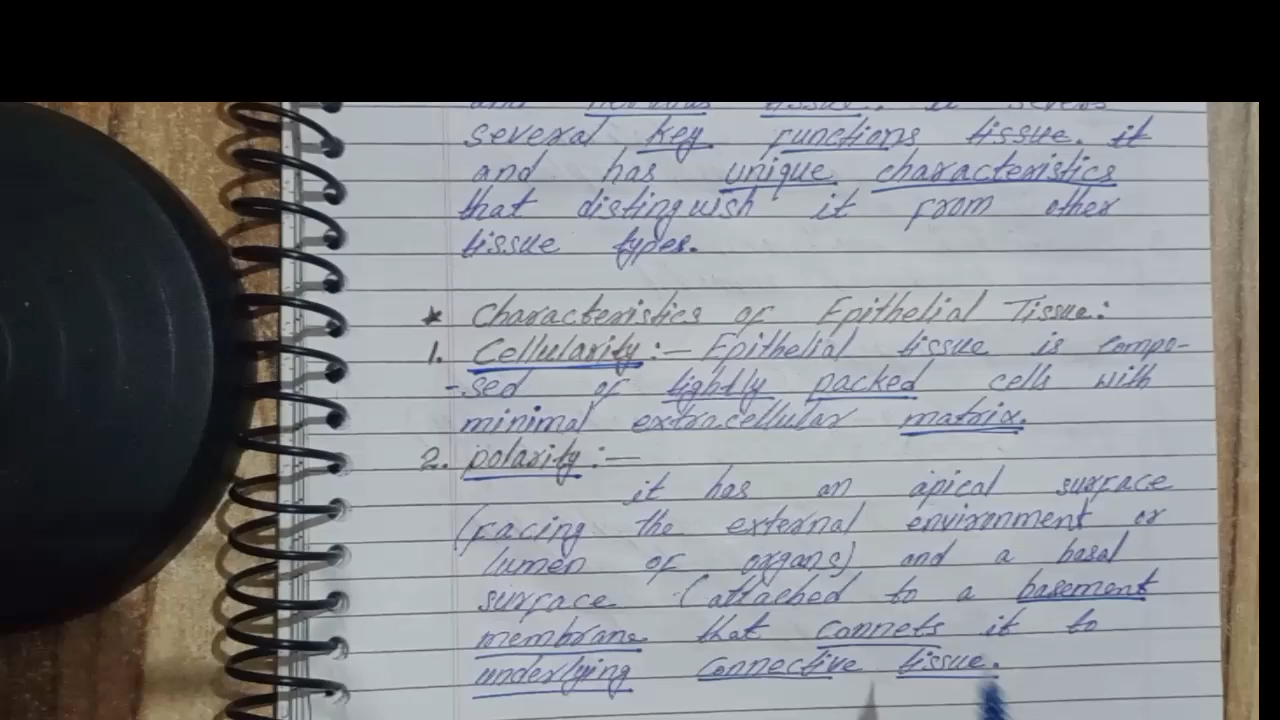 several key functions tissue. it
and has unique characteristics
that distinguish it from other
tissue types.
* Characteristics of Epithelial Tissue:
1. Cellularity :- Epithelial tissue is compo-
-sed of tightly packed cells with
minimal extracellular matrix.
2. polarity :-
it has an apical surface
(facing the external environment or
lumen of organs) and a basal
surface (attached to a basement
membrane that connets it to
underlying connective tissue.